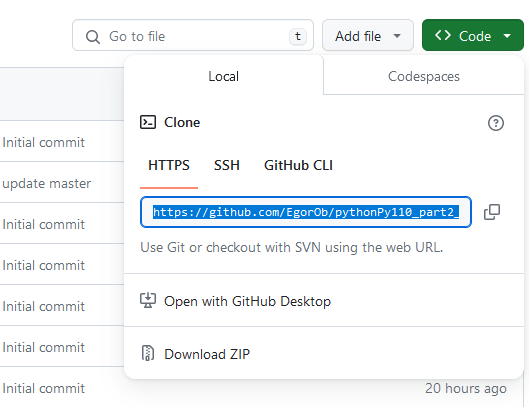 Go to file t Add file <> Code
Local Codespaces
Clone
Initial commit
HTTPS SSH GitHub CLI
update master
https://github.com/EgorOb/pythonPy110_part2_
Initial commit
Use Git or checkout with SVN using the web URL.
Initial commit
Open with GitHub Desktop
Initial commit
Download ZIP
Initial commit
Initial commit 20 hours ago